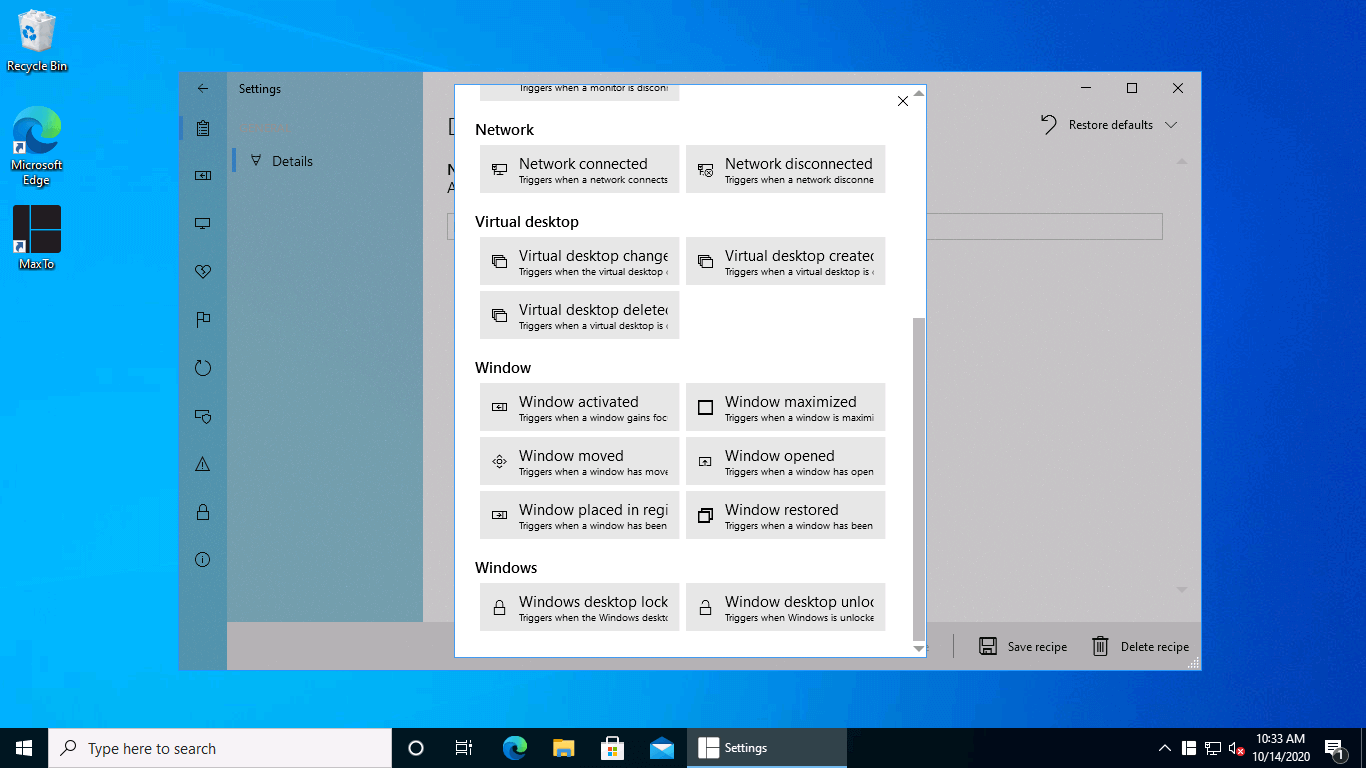 Recycle Bin
Microsoft
Edge
MaxTo
Settings
Details
Restore defaults
Triggers when a monitor is discon
Network
Network connected
Triggers when a network connects
Network disconnected
Triggers when a network disconne
Virtual desktop
Virtual desktop change
Triggers when the virtual desktop
Virtual desktop created
Triggers when a virtual desktop is
Virtual desktop deleted
Triggers when a virtual desktop is
Window
Window activated
Triggers when a window gains foc
Window maximized
Triggers when a window is maximi
Window moved
Triggers when a window has move
Window opened
Triggers when a window has open
Window placed in regi
Triggers when a window has been
Window restored
Triggers when a window has been
Windows
Windows desktop lock
Triggers when the Windows deskto
Window desktop unloc
Triggers when Windows is unlocke
Save recipe
Delete recipe
Type here to search
Settings
10:33 AM
10/14/2020
1